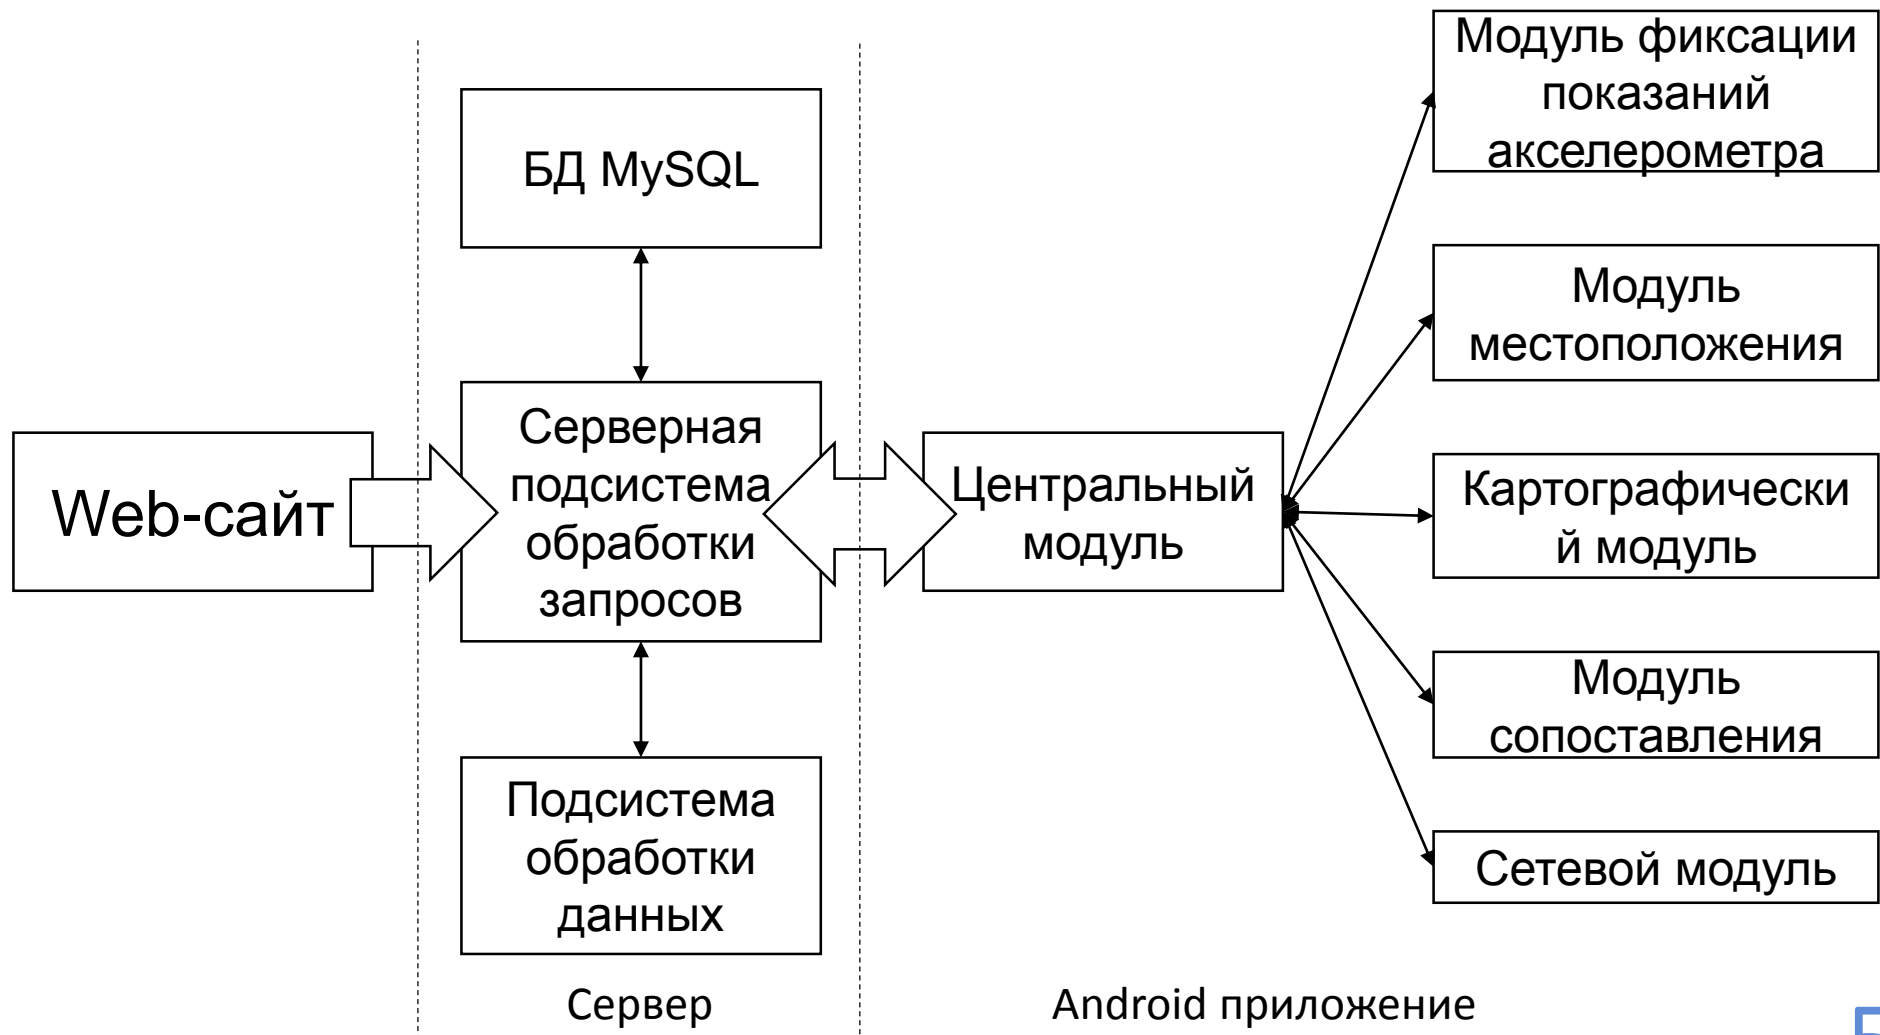 Модуль фиксации
показаний
акселерометра
БД MySQL
Модуль
местоположения
Web-сайт
Серверная
подсистема
обработки
запросов
Центральный
модуль
Картографически
й модуль
Модуль
сопоставления
Подсистема
обработки
данных
Сетевой модуль
Сервер
Android приложение